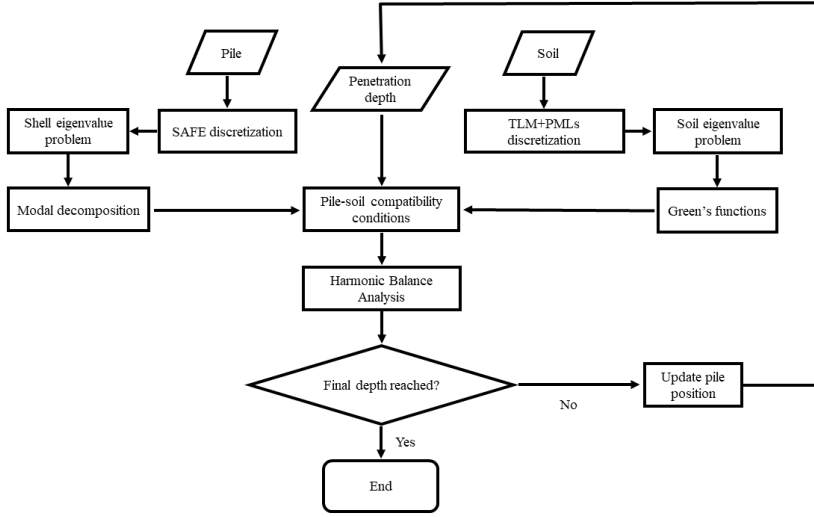 Pile
Soil
Penetration
depth
Shell eigenvalue
problem
SAFE discretization
TLM+PMLs
discretization
Soil eigenvalue
problem
Modal decomposition
Pile-soil compatibility
conditions
Green's functions
Harmonic Balance
Analysis
Final depth reached?
No
Update pile
position
Yes
End